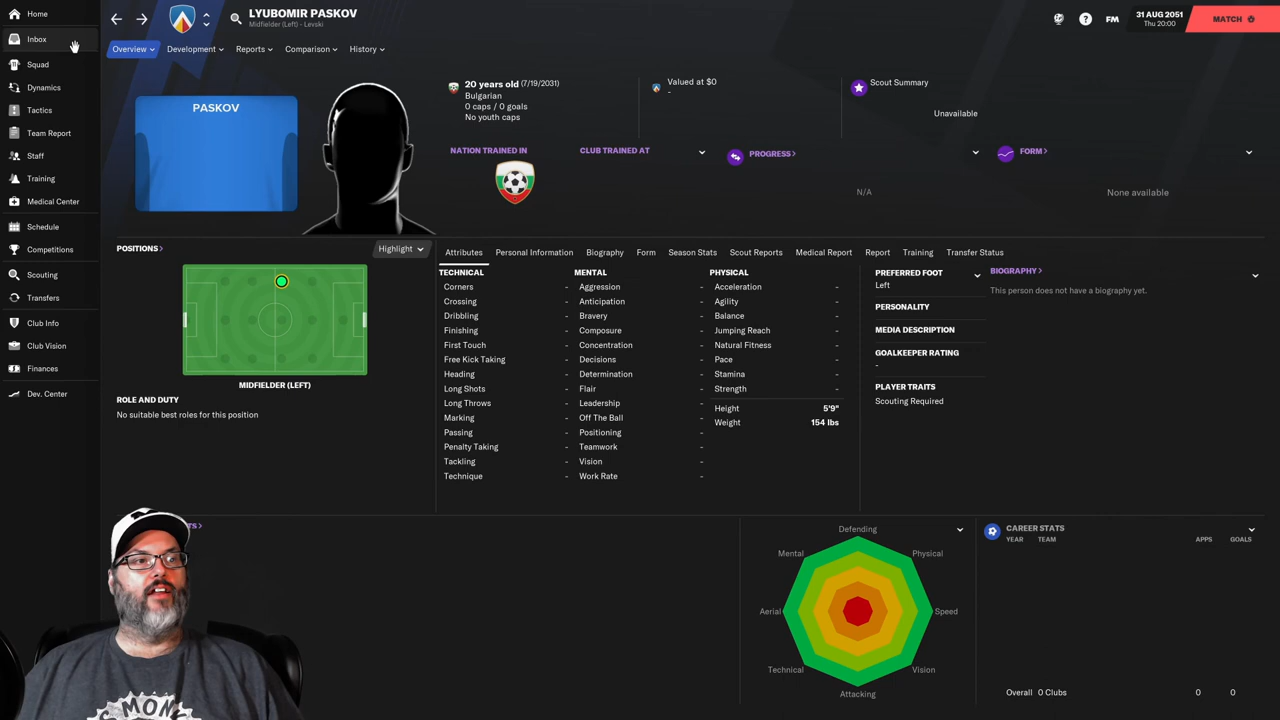 Home
Inbox
Squad
Dynamics
Tactics
Team Report
Staff
Training
Medical Center
Schedule
Competitions
Scouting
Transfers
Club Info
Club Vision
Finances
Dev. Center
LYUBOMIR PASKOV
Midfielder (Left) - Levski
FM
31 AUG 2051
Thu 20:00
MATCH
Overview
Development
Reports
Comparison
History
PASKOV
20 years old (7/19/2031)
Bulgarian
0 caps / 0 goals
No youth caps
Valued at $0
-
Scout Summary
Unavailable
NATION TRAINED IN
CLUB TRAINED AT
PROGRESS
N/A
FORM
None available
POSITIONS
Highlight
MIDFIELDER (LEFT)
ROLE AND DUTY
No suitable best roles for this position
Attributes Personal Information Biography Form Season Stats Scout Reports Medical Report Report Training Transfer Status
TECHNICAL
Corners -
Crossing -
Dribbling -
Finishing -
First Touch -
Free Kick Taking -
Heading -
Long Shots -
Long Throws -
Marking -
Passing -
Penalty Taking -
Tackling -
Technique -
MENTAL
Aggression -
Anticipation -
Bravery -
Composure -
Concentration -
Decisions -
Determination -
Flair -
Leadership -
Off The Ball -
Positioning -
Teamwork -
Vision -
Work Rate -
PHYSICAL
Acceleration -
Agility -
Balance -
Jumping Reach -
Natural Fitness -
Pace -
Stamina -
Strength -
Height 5'9"
Weight 154 lbs
PREFERRED FOOT
Left
PERSONALITY
MEDIA DESCRIPTION
GOALKEEPER RATING
-
PLAYER TRAITS
Scouting Required
BIOGRAPHY
This person does not have a biography yet.
Defending
Physical
Speed
Vision
Attacking
Technical
Aerial
Mental
CAREER STATS
YEAR TEAM APPS GOALS
Overall 0 Clubs 0 0